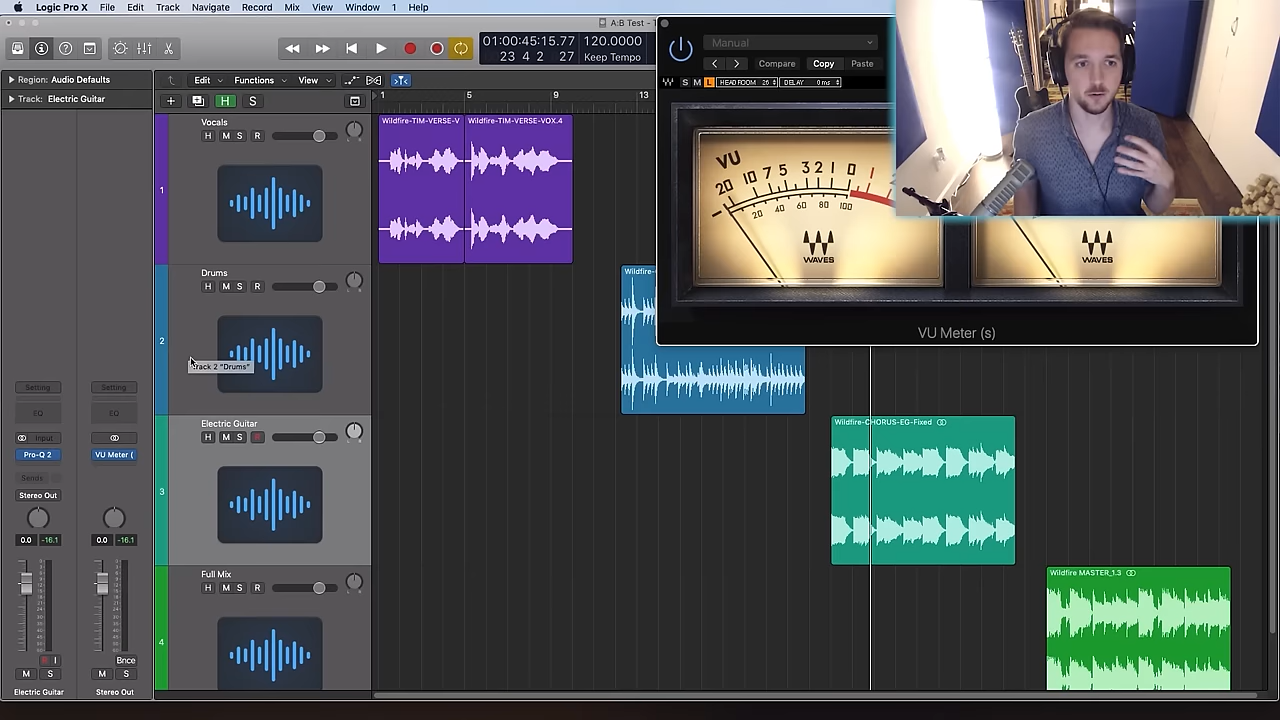 Logic Pro X File Edit Track Navigate Record Mix View Window 1 Help
A:B Test - T
01:00:45:15.77 120.0000
23 4 2 27 Keep Tempo
Manual
Compare Copy Paste
S M L HEADROOM 26 DELAY 0 ms
Region: Audio Defaults
Track: Electric Guitar
Edit Functions View
H S
1 5 9 13
Vocals
H M S R
1
Wildfire-TIM-VERSE-V
Wildfire-TIM-VERSE-VOX.4
VU
20 10 7 5 3 2 1 0 1
20 40 60 80 100
WAVES
WAVES
VU Meter (s)
Drums
H M S R
2
Track 2 "Drums"
Wildfire-
Electric Guitar
H M S R
3
Wildfire-CHORUS-EG-Fixed
Full Mix
H M S R
4
Wildfire MASTER_1.3
Setting Setting
EQ EQ
Input
Pro-Q 2 VU Meter (
Sends
Stereo Out
0.0 -16.1 0.0 -16.1
R I Bnce
M S M S
Electric Guitar Stereo Out